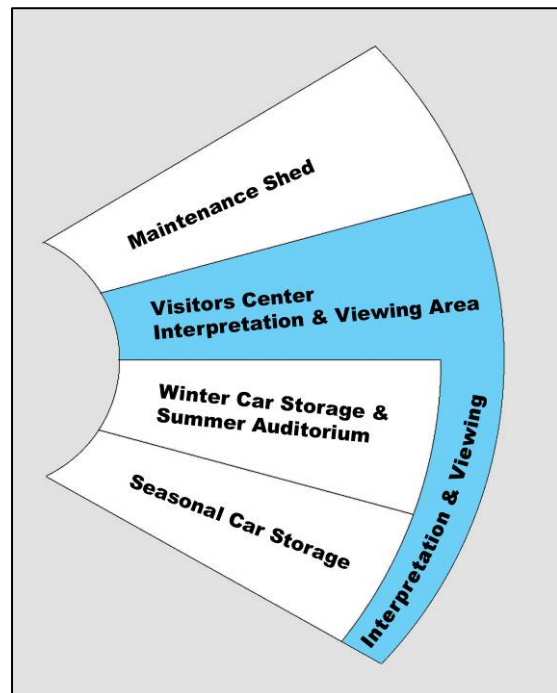 Maintenance Shed
Visitors Center
Interpretation & Viewing Area
Winter Car Storage &
Summer Auditorium
Seasonal Car Storage
Interpretation & Viewing